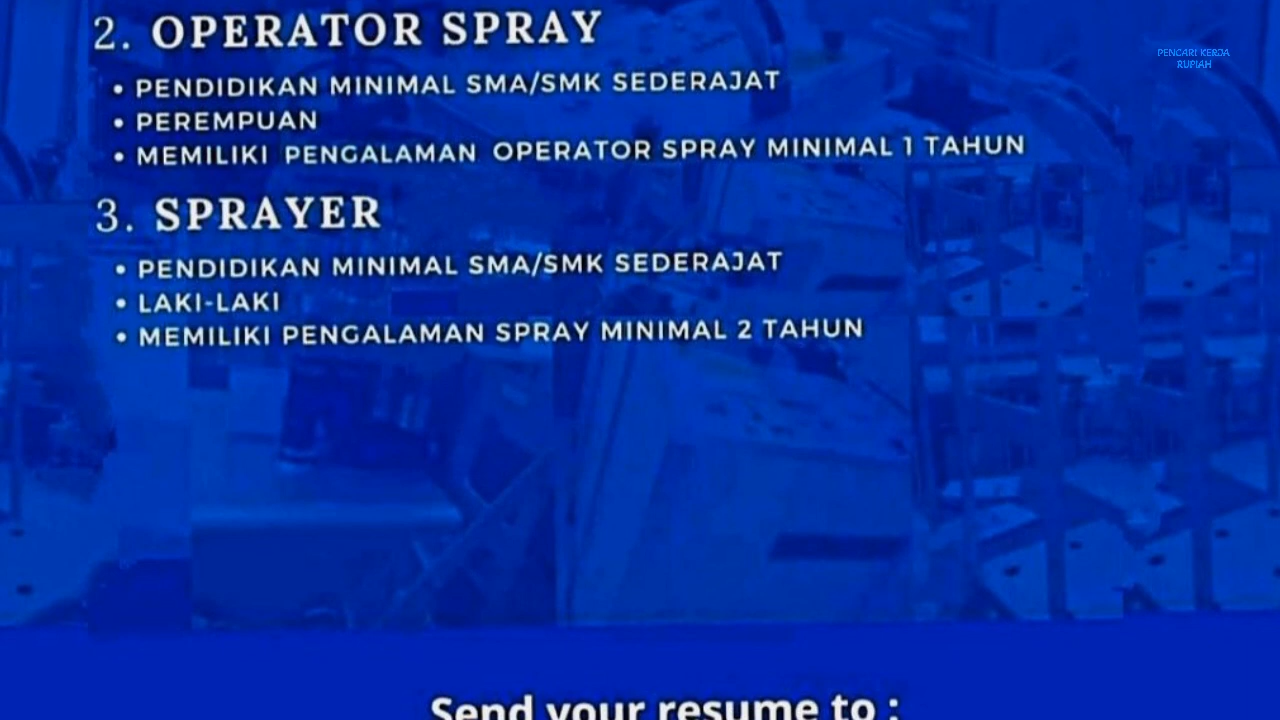 2. OPERATOR SPRAY
• PENDIDIKAN MINIMAL SMA/SMK SEDERAJAT
• PEREMPUAN
• MEMILIKI PENGALAMAN OPERATOR SPRAY MINIMAL 1 TAHUN
3. SPRAYER
• PENDIDIKAN MINIMAL SMA/SMK SEDERAJAT
• LAKI-LAKI
• MEMILIKI PENGALAMAN SPRAY MINIMAL 2 TAHUN
Send your resume to :
PENCARI KERJA
RUPIAH